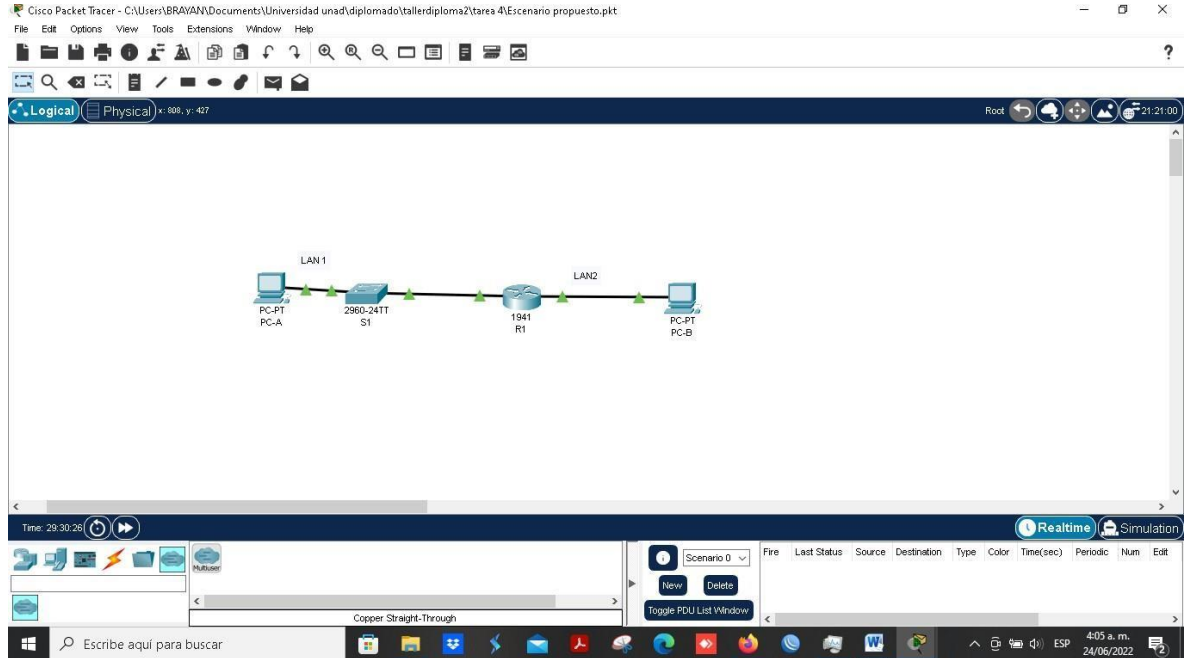 Cisco Packet Tracer - C:\Users\BRAYAN\Documents\Universidad unad\diplomado\tallerdiploma2\tarea 4\Escenario propuesto.pkt
File Edit Options View Tools Extensions Window Help
?
Logical Physical x: 808, y: 427 Root 21:21:00
LAN 1
LAN2
PC-PT
PC-A
2960-24TT
S1
1941
R1
PC-PT
PC-B
Time: 29:30:26 Realtime Simulation
Multiuser
Copper Straight-Through
Scenario 0
New Delete
Toggle PDU List Window
Fire Last Status Source Destination Type Color Time(sec) Periodic Num Edit
Escribe aquí para buscar
ESP
4:05 a. m.
24/06/2022
2